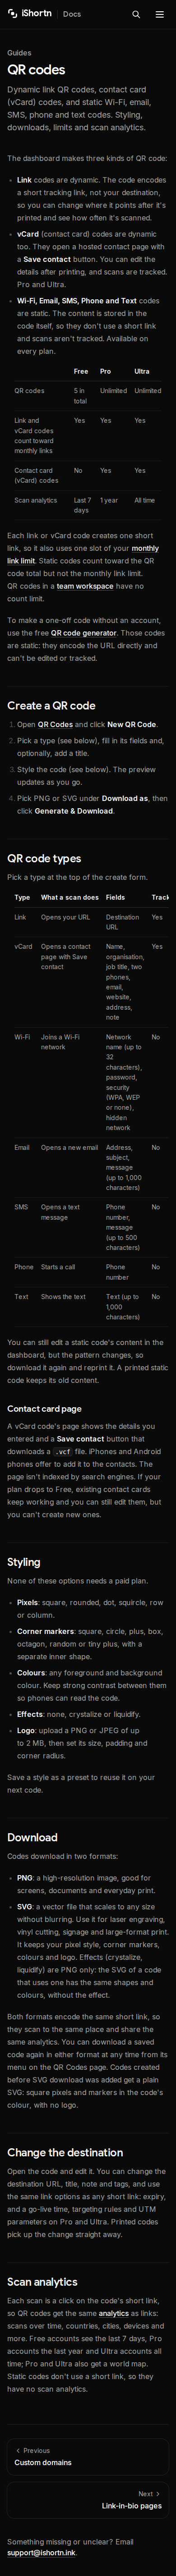 iShortn Docs
Guides
QR codes
Dynamic link QR codes, contact card
(vCard) codes, and static Wi-Fi, email,
SMS, phone and text codes. Styling,
downloads, limits and scan analytics.
The dashboard makes three kinds of QR code:
Link codes are dynamic. The code encodes
a short tracking link, not your destination,
so you can change where it points after it's
printed and see how often it's scanned.
vCard (contact card) codes are dynamic
too. They open a hosted contact page with
a Save contact button. You can edit the
details after printing, and scans are tracked.
Pro and Ultra.
Wi-Fi, Email, SMS, Phone and Text codes
are static. The content is stored in the
code itself, so they don't use a short link
and scans aren't tracked. Available on
every plan.
Free Pro Ultra
QR codes 5 in total Unlimited Unlimited
Link and vCard codes count toward monthly links Yes Yes Yes
Contact card (vCard) codes No Yes Yes
Scan analytics Last 7 days 1 year All time
Each link or vCard code creates one short
link, so it also uses one slot of your monthly
link limit. Static codes count toward the QR
code total but not the monthly link limit.
QR codes in a team workspace have no
count limit.
To make a one-off code without an account,
use the free QR code generator. Those codes
are static: they encode the URL directly and
can't be edited or tracked.
Create a QR code
1. Open QR Codes and click New QR Code.
2. Pick a type (see below), fill in its fields and,
optionally, add a title.
3. Style the code (see below). The preview
updates as you go.
4. Pick PNG or SVG under Download as, then
click Generate & Download.
QR code types
Pick a type at the top of the create form.
Type What a scan does Fields Track
Link Opens your URL Destination URL Yes
vCard Opens a contact page with Save contact Name, organisation, job title, two phones, email, website, address, note Yes
Wi-Fi Joins a Wi-Fi network Network name (up to 32 characters), password, security (WPA, WEP or none), hidden network No
Email Opens a new email Address, subject, message (up to 1,000 characters) No
SMS Opens a text message Phone number, message (up to 500 characters) No
Phone Starts a call Phone number No
Text Shows the text Text (up to 1,000 characters) No
You can still edit a static code's content in the
dashboard, but the pattern changes, so
download it again and reprint it. A printed static
code keeps its old content.
Contact card page
A vCard code's page shows the details you
entered and a Save contact button that
downloads a .vcf file. iPhones and Android
phones offer to add it to the contacts. The
page isn't indexed by search engines. If your
plan drops to Free, existing contact cards
keep working and you can still edit them, but
you can't create new ones.
Styling
None of these options needs a paid plan.
Pixels: square, rounded, dot, squircle, row
or column.
Corner markers: square, circle, plus, box,
octagon, random or tiny plus, with a
separate inner shape.
Colours: any foreground and background
colour. Keep strong contrast between them
so phones can read the code.
Effects: none, crystalize or liquidify.
Logo: upload a PNG or JPEG of up
to 2 MB, then set its size, padding and
corner radius.
Save a style as a preset to reuse it on your
next code.
Download
Codes download in two formats:
PNG: a high-resolution image, good for
screens, documents and everyday print.
SVG: a vector file that scales to any size
without blurring. Use it for laser engraving,
vinyl cutting, signage and large-format print.
It keeps your pixel style, corner markers,
colours and logo. Effects (crystalize,
liquidify) are PNG only: the SVG of a code
that uses one has the same shapes and
colours, without the effect.
Both formats encode the same short link, so
they scan to the same place and share the
same analytics. You can download a saved
code again in either format at any time from its
menu on the QR Codes page. Codes created
before SVG download was added get a plain
SVG: square pixels and markers in the code's
colour, with no logo.
Change the destination
Open the code and edit it. You can change the
destination URL, title, note and tags, and use
the same link options as any short link: expiry,
and a go-live time, targeting rules and UTM
parameters on Pro and Ultra. Printed codes
pick up the change straight away.
Scan analytics
Each scan is a click on the code's short link,
so QR codes get the same analytics as links:
scans over time, countries, cities, devices and
more. Free accounts see the last 7 days, Pro
accounts the last year and Ultra accounts all
time; Pro and Ultra also get a world map.
Static codes don't use a short link, so they
have no scan analytics.
Previous
Custom domains
Next
Link-in-bio pages
Something missing or unclear? Email
support@ishortn.ink.